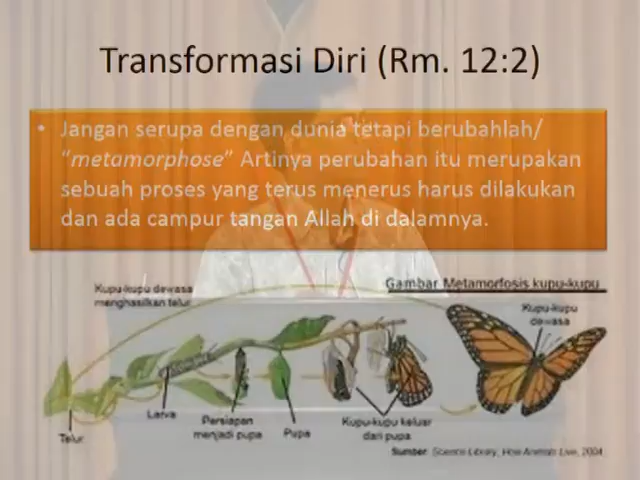 Transformasi Diri (Rm. 12:2)
• Jangan serupa dengan dunia tetapi berubahlah/
"metamorphose" Artinya perubahan itu merupakan
sebuah proses yang terus menerus harus dilakukan
dan ada campur tangan Allah di dalamnya.
Gambar Metamorfosis kupu-kupu
Kupu-kupu dewasa
menghasilkan telur
Kupu-kupu
dewasa
Telur
Larva
Persiapan
menjadi pupa
Pupa
Kupu-kupu keluar
dari pupa
Sumber: Science Library, How Animals Live, 2004